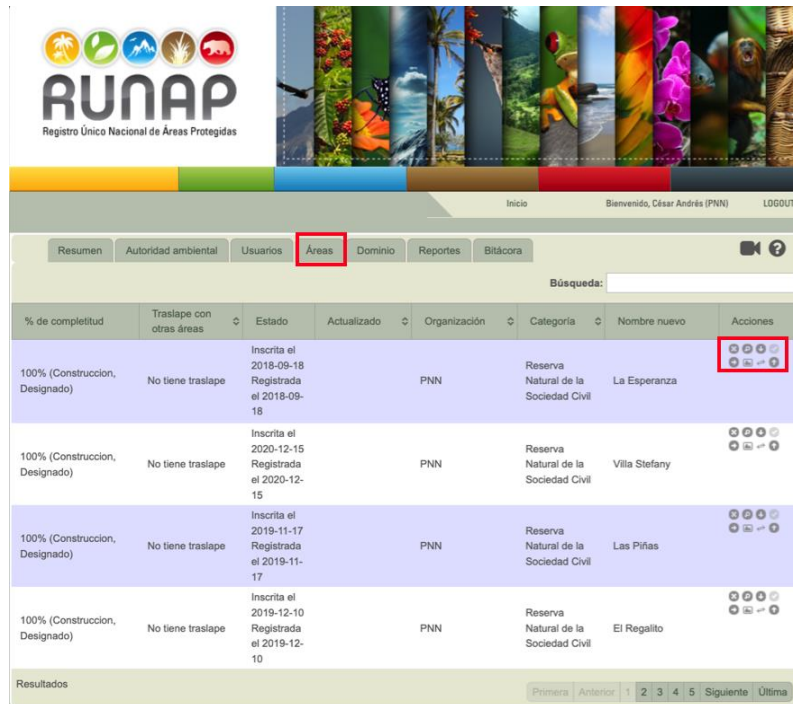 RUNAP
Registro Único Nacional de Áreas Protegidas
Inicio Bienvenido, César Andrés (PNN) LOGOUT
Resumen Autoridad ambiental Usuarios Áreas Dominio Reportes Bitácora
Búsqueda:
% de completitud Traslape con otras áreas Estado Actualizado Organización Categoría Nombre nuevo Acciones
Inscrita el
2018-09-18
100% (Construccion, Designado) No tiene traslape Registrada PNN Reserva Natural de la Sociedad Civil La Esperanza
el 2018-09-
18
Inscrita el
2020-12-15
100% (Construccion, Designado) No tiene traslape Registrada PNN Reserva Natural de la Sociedad Civil Villa Stefany
el 2020-12-
15
Inscrita el
2019-11-17
100% (Construccion, Designado) No tiene traslape Registrada PNN Reserva Natural de la Sociedad Civil Las Piñas
el 2019-11-
17
Inscrita el
2019-12-10
100% (Construccion, Designado) No tiene traslape Registrada PNN Reserva Natural de la Sociedad Civil El Regalito
el 2019-12-
10
Resultados
Primera Anterior 1 2 3 4 5 Siguiente Última